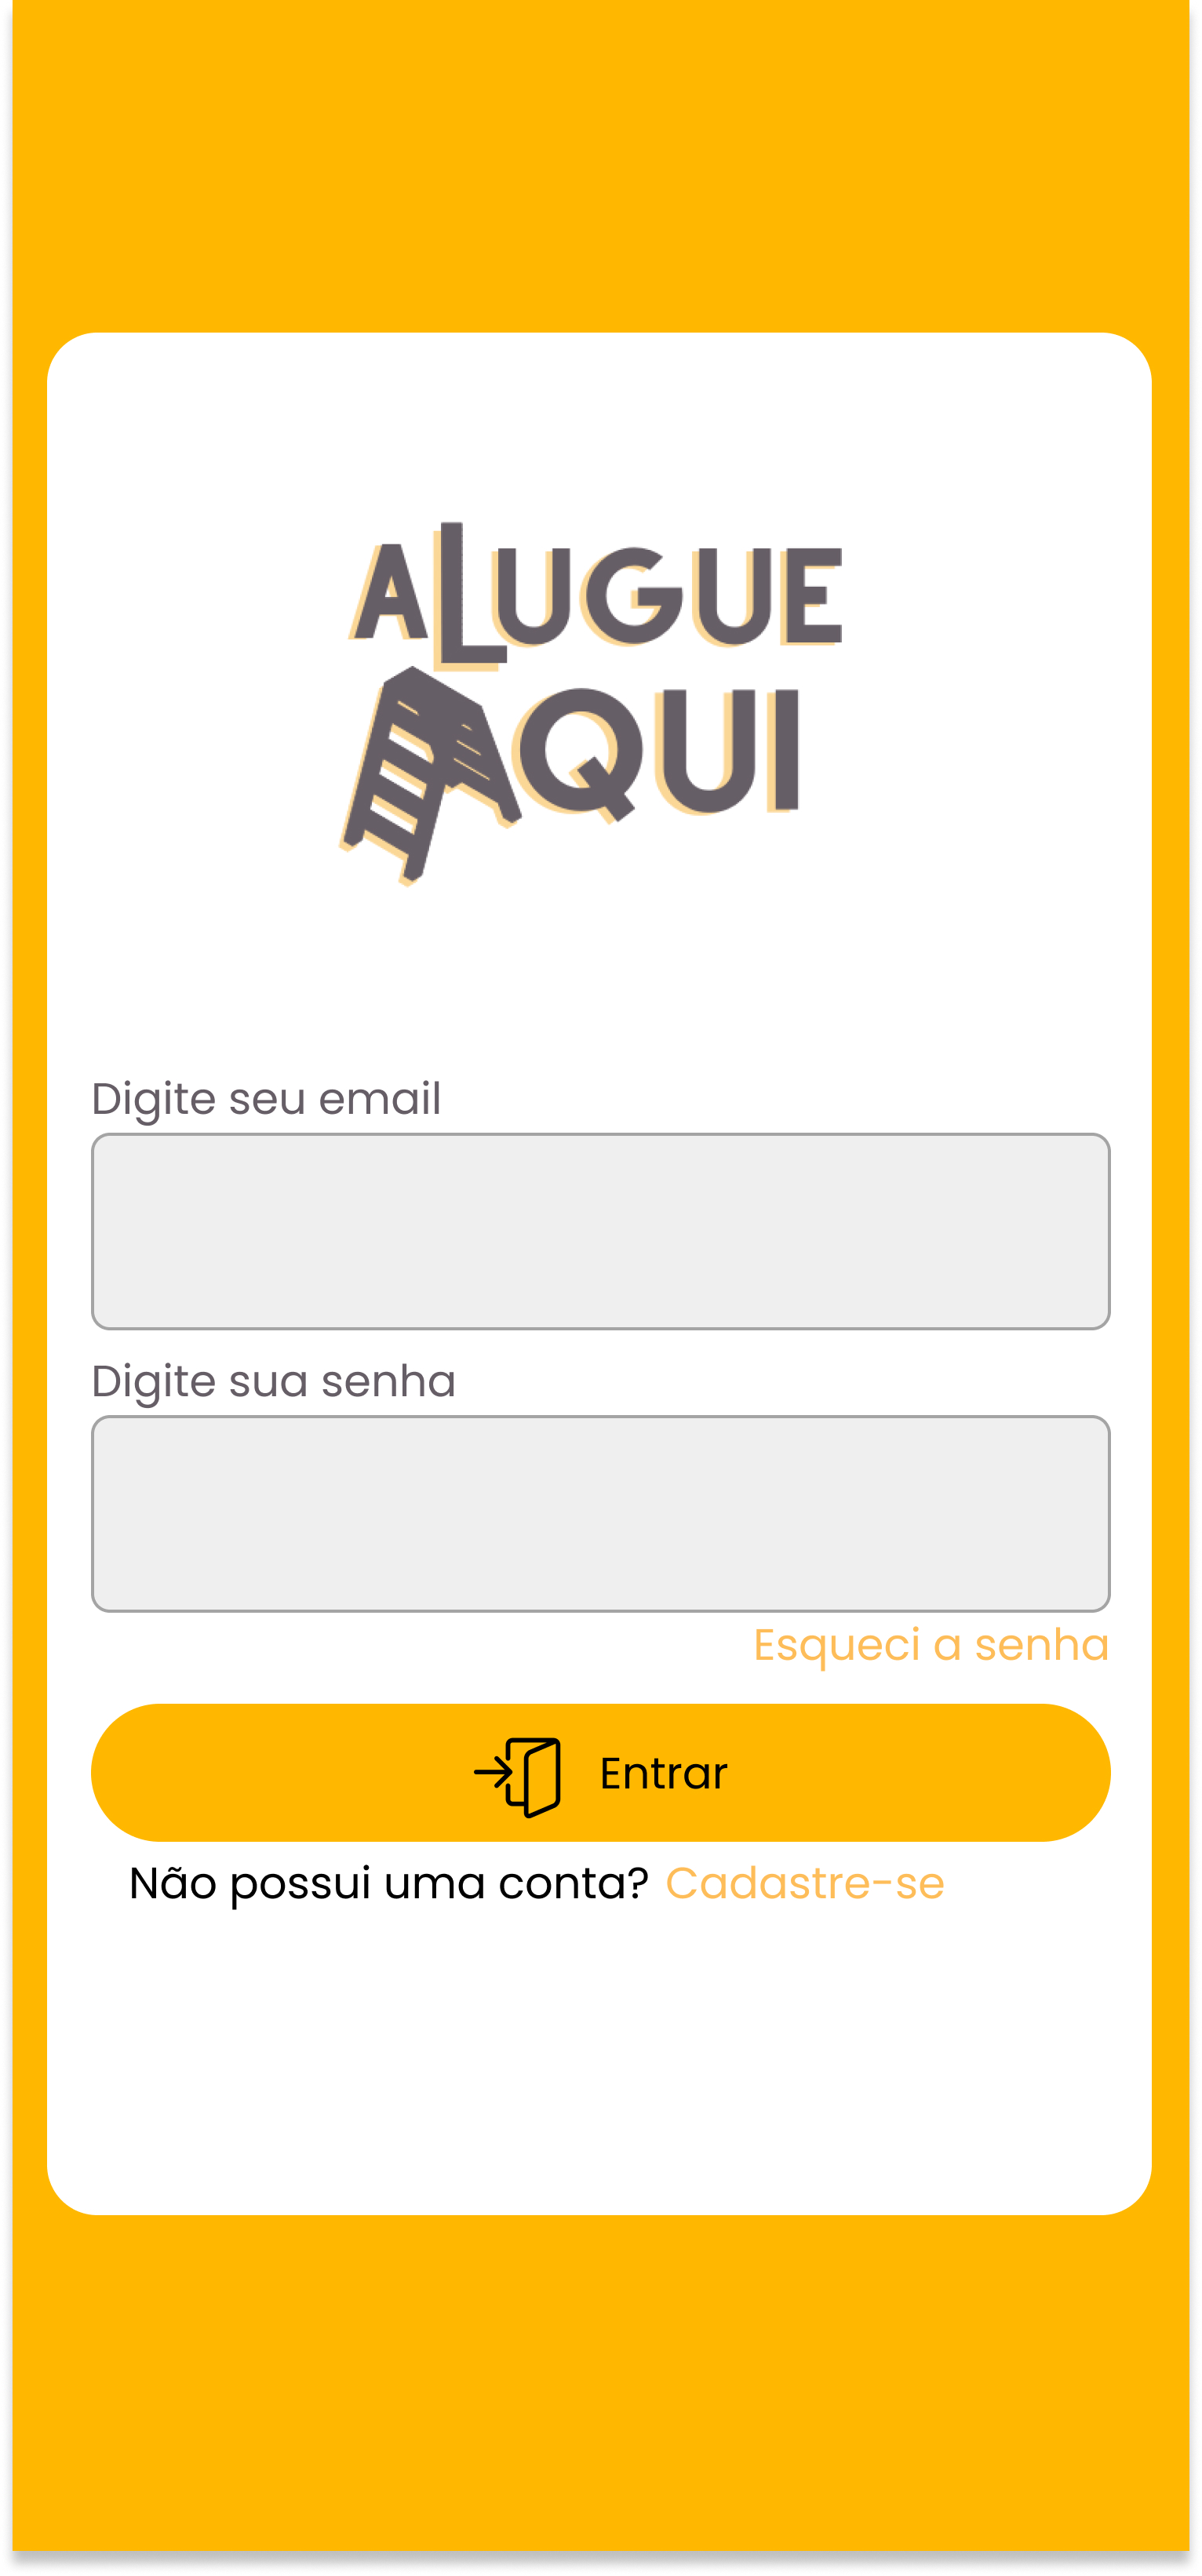 ALUGUE
AQUI
Digite seu email
Digite sua senha
Esqueci a senha
Entrar
Não possui uma conta? Cadastre-se